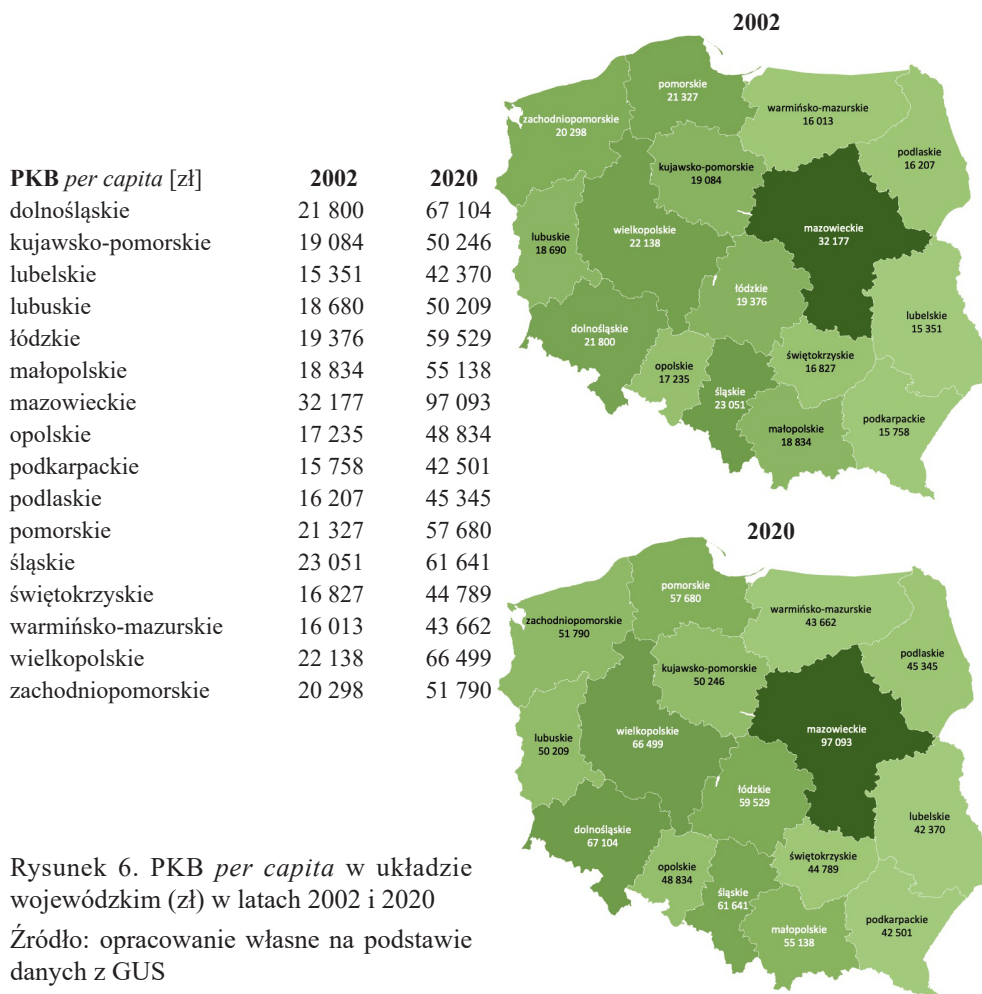 PKB per capita [zł] 2002 2020
dolnośląskie 21 800 67 104
kujawsko-pomorskie 19 084 50 246
lubelskie 15 351 42 370
lubuskie 18 680 50 209
łódzkie 19 376 59 529
małopolskie 18 834 55 138
mazowieckie 32 177 97 093
opolskie 17 235 48 834
podkarpackie 15 758 42 501
podlaskie 16 207 45 345
pomorskie 21 327 57 680
śląskie 23 051 61 641
świętokrzyskie 16 827 44 789
warmińsko-mazurskie 16 013 43 662
wielkopolskie 22 138 66 499
zachodniopomorskie 20 298 51 790
Rysunek 6. PKB per capita w układzie
wojewódzkim (zł) w latach 2002 i 2020
Źródło: opracowanie własne na podstawie
danych z GUS
2002
pomorskie
21 327
warmińsko-mazurskie
16 013
zachodniopomorskie
20 298
podlaskie
16 207
kujawsko-pomorskie
19 084
mazowieckie
32 177
wielkopolskie
22 138
lubuskie
18 690
łódzkie
19 376
lubelskie
15 351
dolnośląskie
21 800
świętokrzyskie
16 827
opolskie
17 235
śląskie
23 051
małopolskie
18 834
podkarpackie
15 758
2020
pomorskie
57 680
warmińsko-mazurskie
43 662
zachodniopomorskie
51 790
podlaskie
45 345
kujawsko-pomorskie
50 246
mazowieckie
97 093
wielkopolskie
66 499
lubuskie
50 209
łódzkie
59 529
lubelskie
42 370
dolnośląskie
67 104
świętokrzyskie
44 789
opolskie
48 834
śląskie
61 641
małopolskie
55 138
podkarpackie
42 501